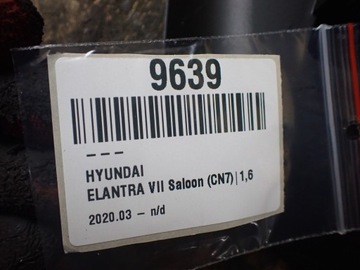 9639
---
HYUNDAI
ELANTRA VII Saloon (CN7)|1,6
2020.03 - n/d